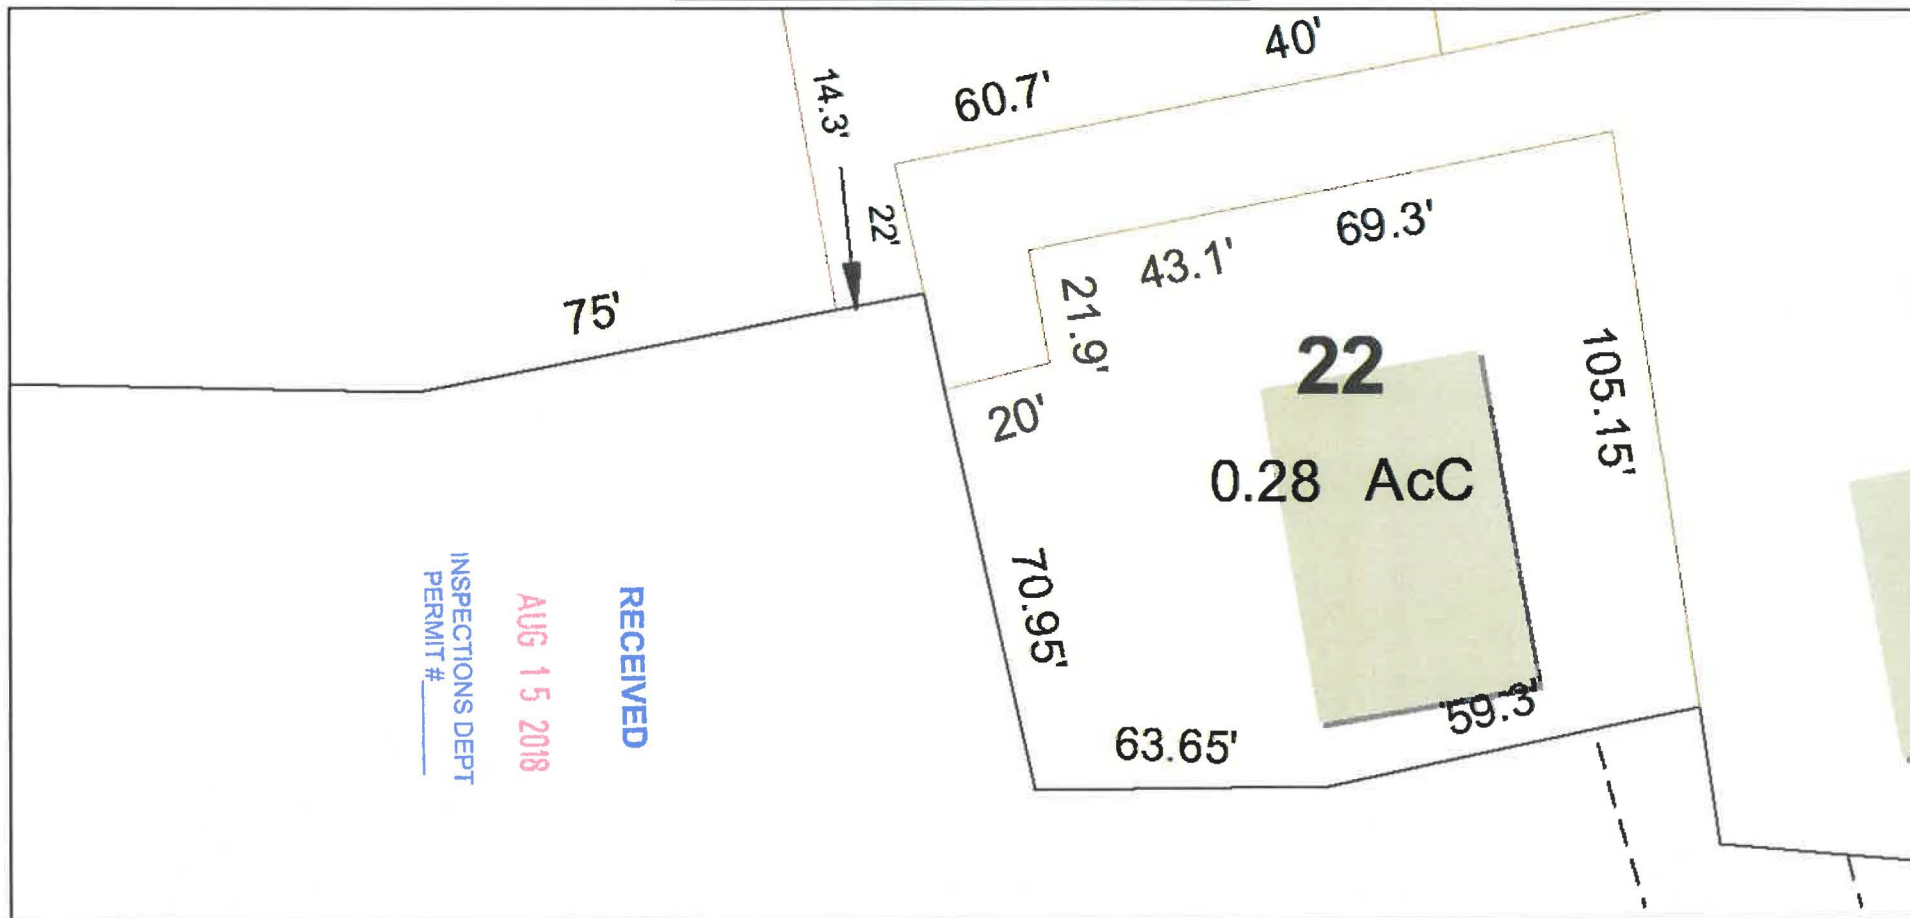 40'
60.7'
14.3'
22'
69.3'
43.1'
21.9'
75'
22
105.15'
20'
0.28 AcC
70.95'
59.3'
63.65'
RECEIVED
AUG 15 2018
INSPECTIONS DEPT
PERMIT #